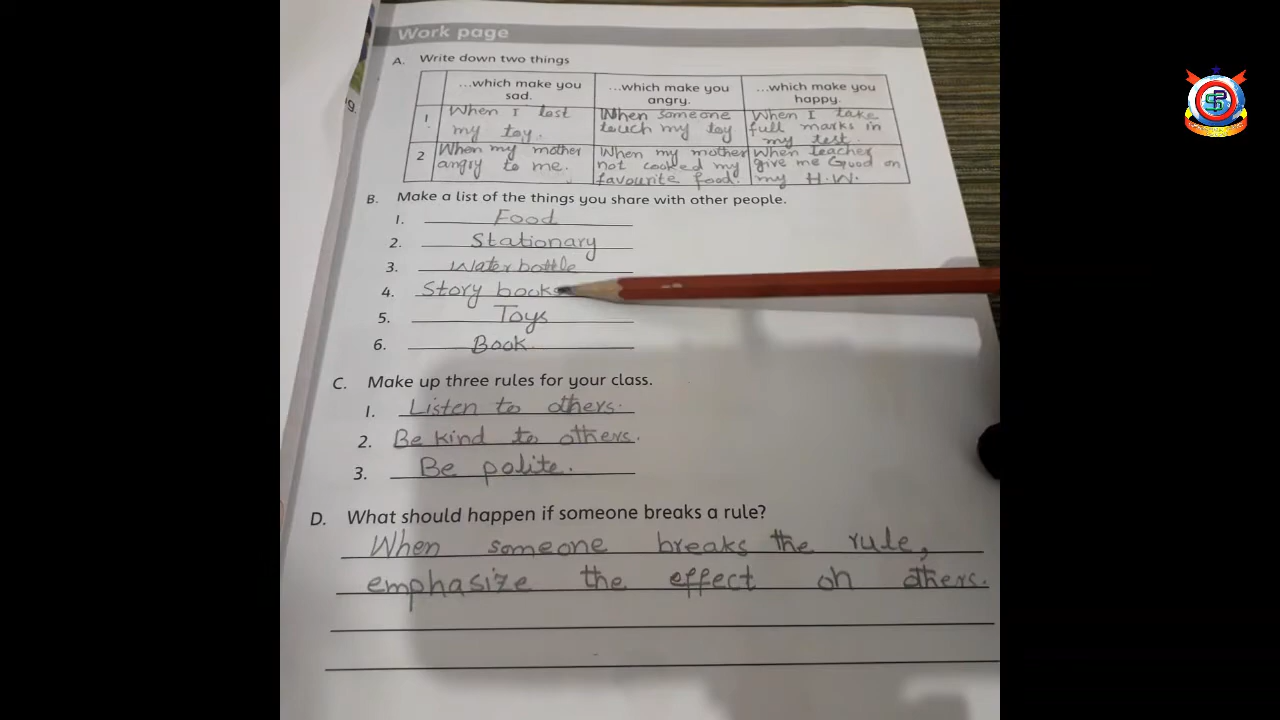 Work page
A. Write down two things
...which make you sad.
...which make you angry.
...which make you happy.
1
When I lost
my toy.
When someone
touch my toy
When I take
full marks in
my test.
2
When my mother
angry to me.
When my mother
not cooked my
favourite food.
When teacher
give me Good on
my H.W.
B. Make a list of the things you share with other people.
1. Food
2. Stationary
3. Water bottle
4. Story books
5. Toys
6. Book
C. Make up three rules for your class.
1. Listen to others.
2. Be kind to others.
3. Be polite.
D. What should happen if someone breaks a rule?
When someone breaks the rule,
emphasize the effect on others.